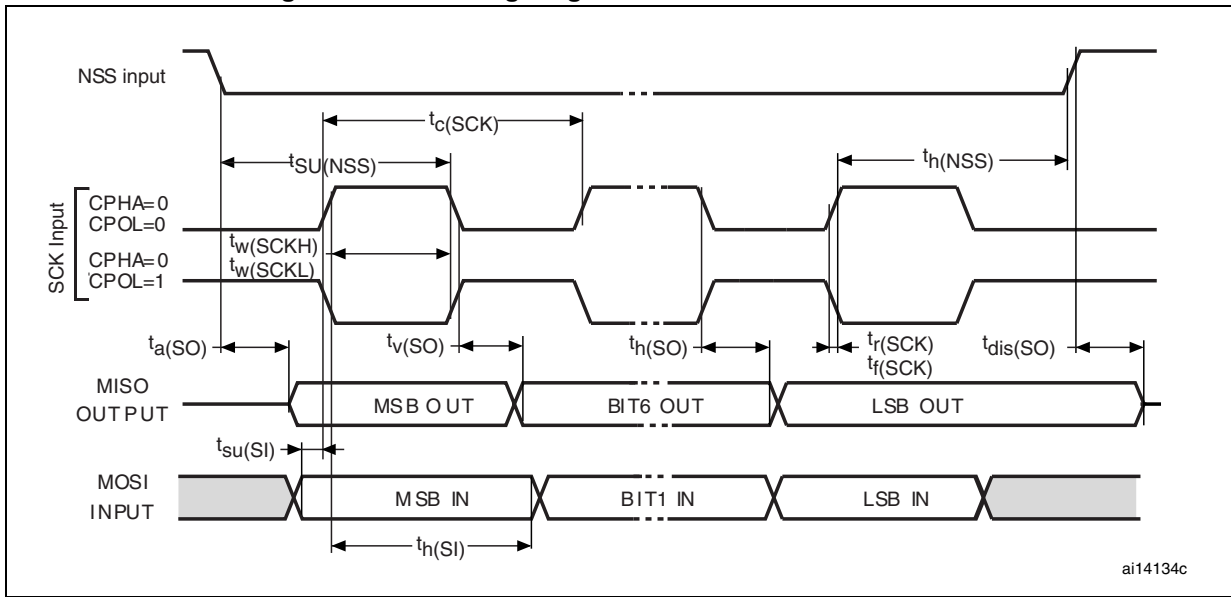 NSS input
tc(SCK)
tSU(NSS)
th(NSS)
SCK Input
CPHA=0
CPOL=0
tw(SCKH)
CPHA=0
tw(SCKL)
CPOL=1
ta(SO)
tv(SO)
th(SO)
tr(SCK)
tf(SCK)
tdis(SO)
MISO
OUTPUT
MSB OUT
BIT6 OUT
LSB OUT
tsu(SI)
MOSI
INPUT
MSB IN
BIT1 IN
LSB IN
th(SI)
ai14134c